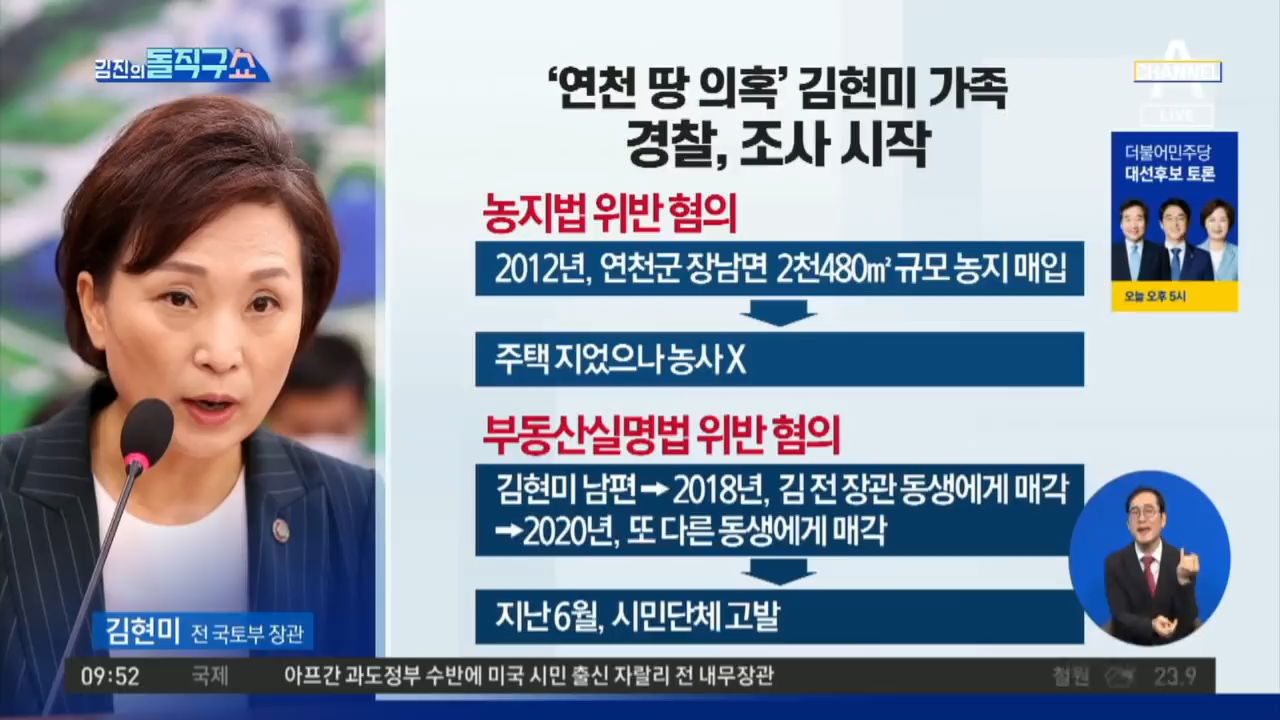 김진의 돌직구쇼
CHANNEL A
LIVE
‘연천 땅 의혹’ 김현미 가족
경찰, 조사 시작
더불어민주당
대선후보 토론
오늘 오후 5시
농지법 위반 혐의
2012년, 연천군 장남면 2천480㎡ 규모 농지 매입
주택 지었으나 농사 X
부동산실명법 위반 혐의
김현미 남편 → 2018년, 김 전 장관 동생에게 매각
→2020년, 또 다른 동생에게 매각
지난 6월, 시민단체 고발
김현미 전 국토부 장관
09:52 국제 아프간 과도정부 수반에 미국 시민 출신 자랄리 전 내무장관 철원 23.9